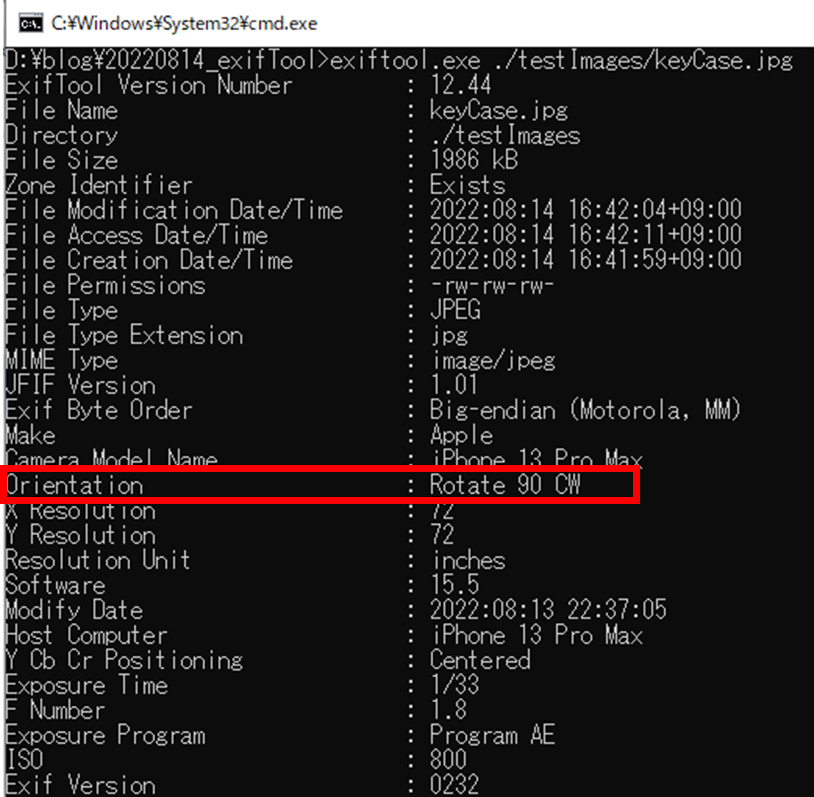 C:¥Windows¥System32¥cmd.exe
D:¥blog¥20220814_exifTool>exiftool.exe ./testImages/keyCase.jpg
ExifTool Version Number : 12.44
File Name : keyCase.jpg
Directory : ./testImages
File Size : 1986 kB
Zone Identifier : Exists
File Modification Date/Time : 2022:08:14 16:42:04+09:00
File Access Date/Time : 2022:08:14 16:42:11+09:00
File Creation Date/Time : 2022:08:14 16:41:59+09:00
File Permissions : -rw-rw-rw-
File Type : JPEG
File Type Extension : jpg
MIME Type : image/jpeg
JFIF Version : 1.01
Exif Byte Order : Big-endian (Motorola, MM)
Make : Apple
Camera Model Name : iPhone 13 Pro Max
Orientation : Rotate 90 CW
X Resolution : 72
Y Resolution : 72
Resolution Unit : inches
Software : 15.5
Modify Date : 2022:08:13 22:37:05
Host Computer : iPhone 13 Pro Max
Y Cb Cr Positioning : Centered
Exposure Time : 1/33
F Number : 1.8
Exposure Program : Program AE
ISO : 800
Exif Version : 0232